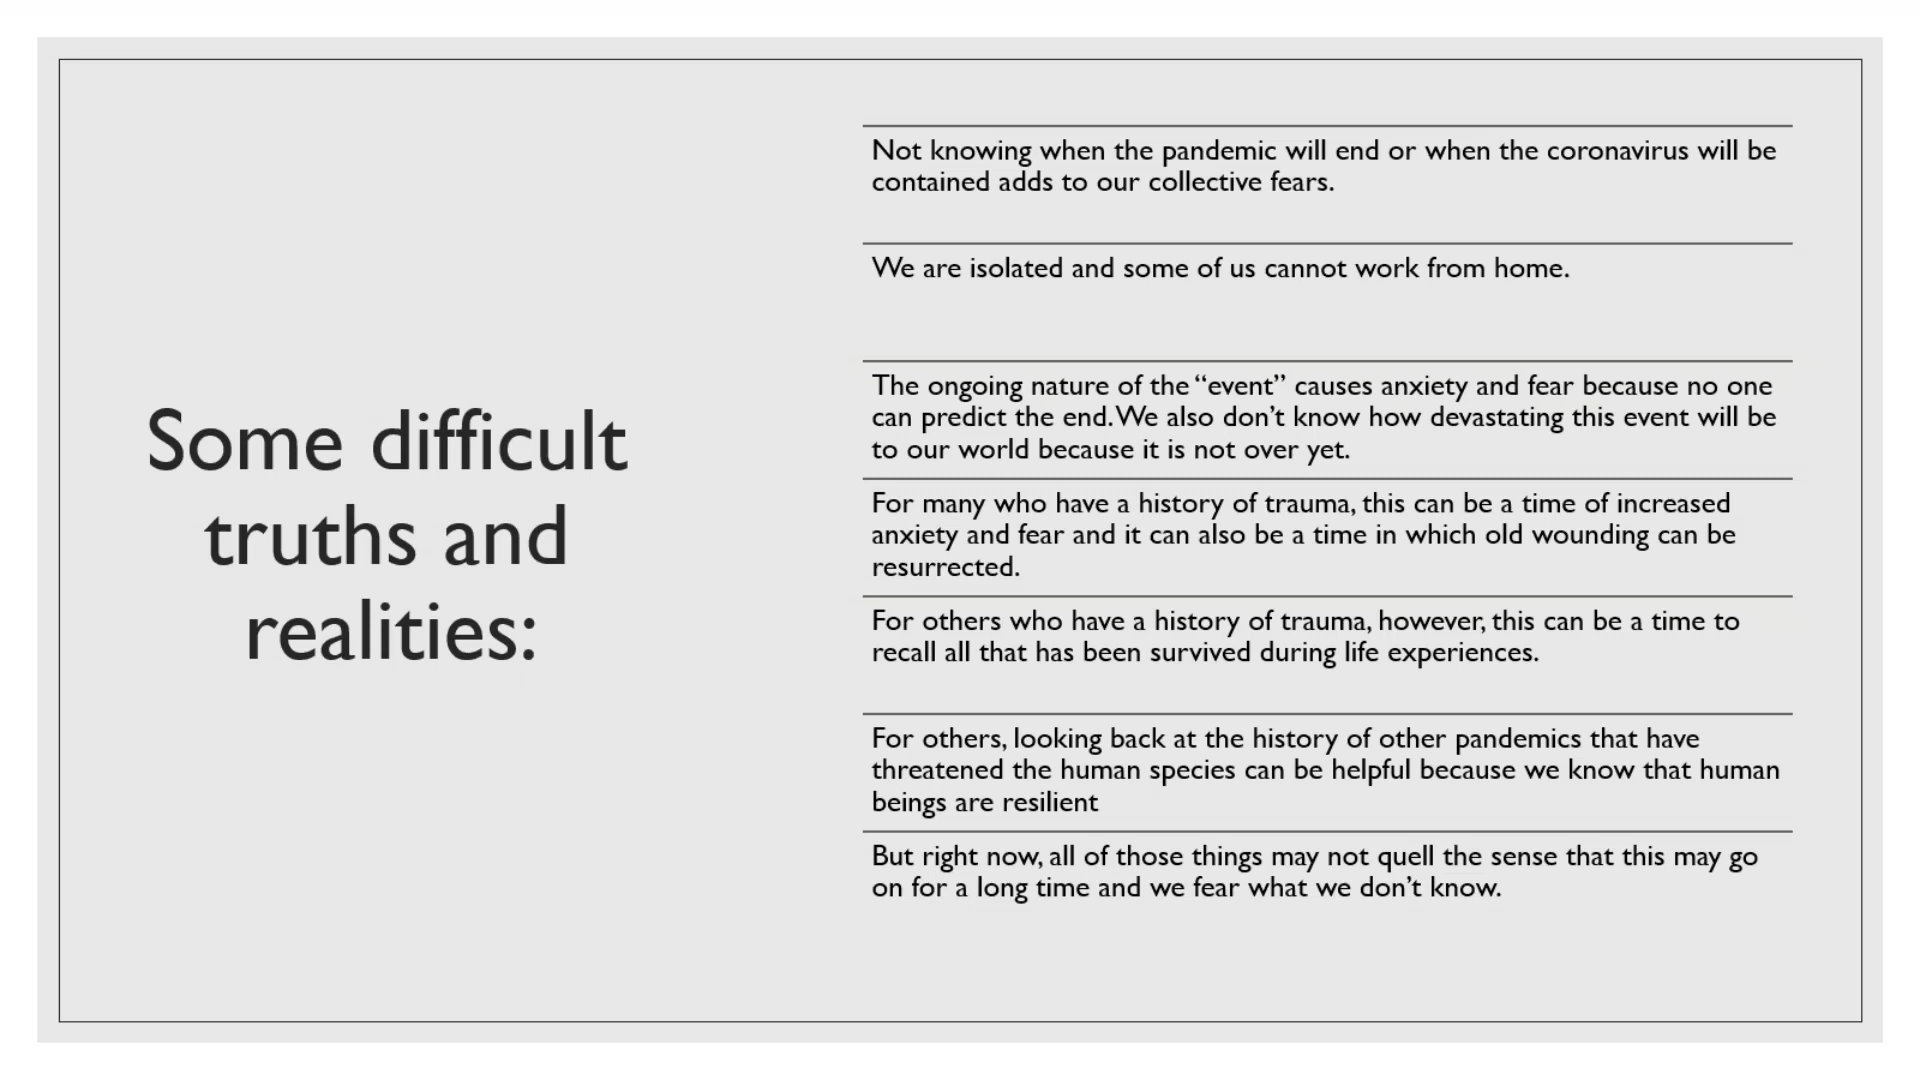 Some difficult
truths and
realities:
Not knowing when the pandemic will end or when the coronavirus will be
contained adds to our collective fears.
We are isolated and some of us cannot work from home.
The ongoing nature of the “event” causes anxiety and fear because no one
can predict the end. We also don’t know how devastating this event will be
to our world because it is not over yet.
For many who have a history of trauma, this can be a time of increased
anxiety and fear and it can also be a time in which old wounding can be
resurrected.
For others who have a history of trauma, however, this can be a time to
recall all that has been survived during life experiences.
For others, looking back at the history of other pandemics that have
threatened the human species can be helpful because we know that human
beings are resilient
But right now, all of those things may not quell the sense that this may go
on for a long time and we fear what we don’t know.